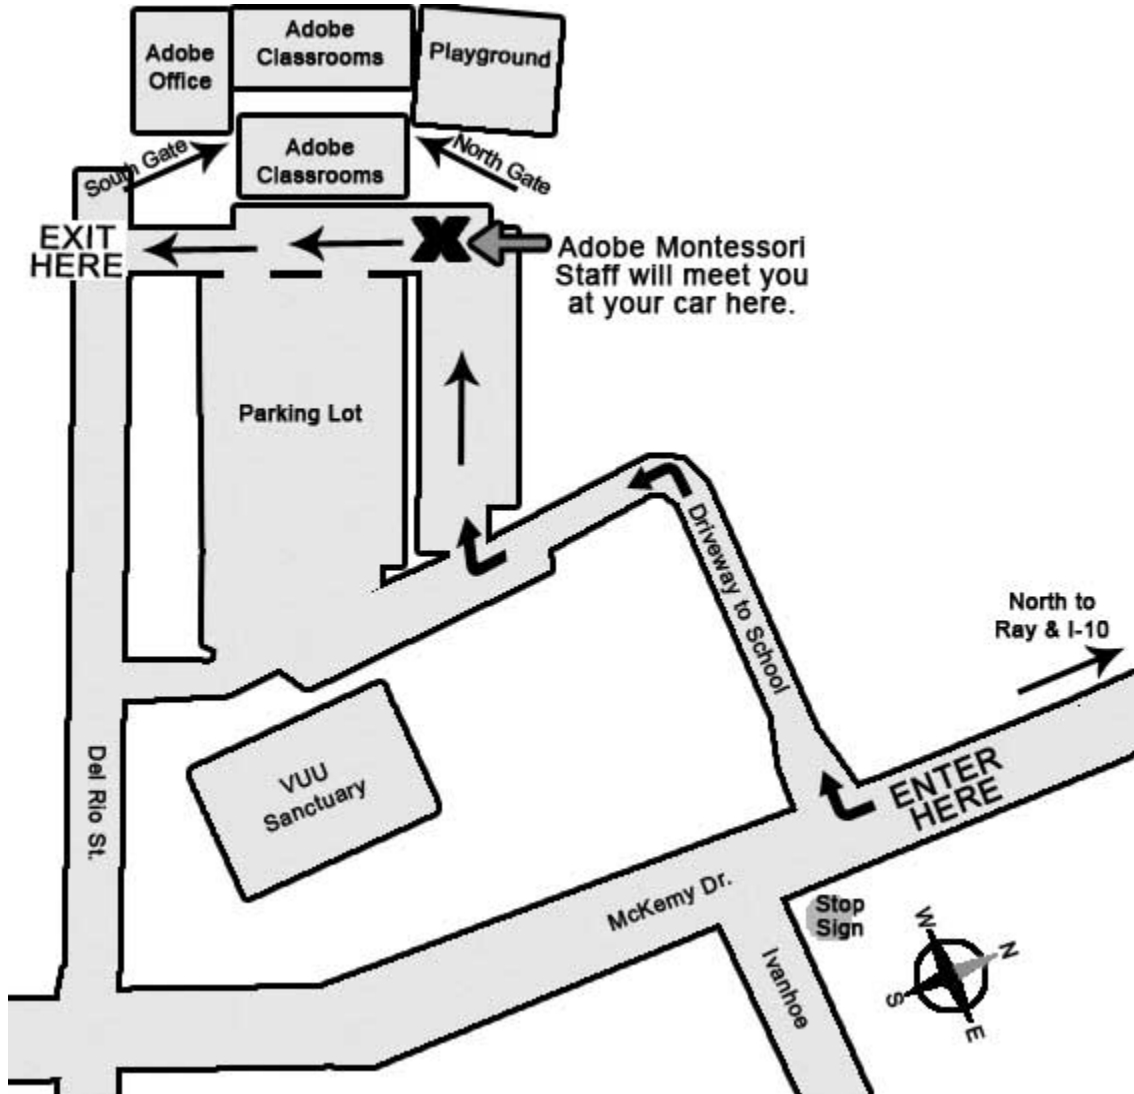 Adobe
Office
Adobe
Classrooms
Playground
South Gate
Adobe
Classrooms
North Gate
EXIT
HERE
Adobe Montessori
Staff will meet you
at your car here.
Parking Lot
Driveway to School
North to
Ray & I-10
Del Rio St.
VUU
Sanctuary
ENTER
HERE
McKemy Dr.
Stop
Sign
Ivanhoe
W
N
S
E